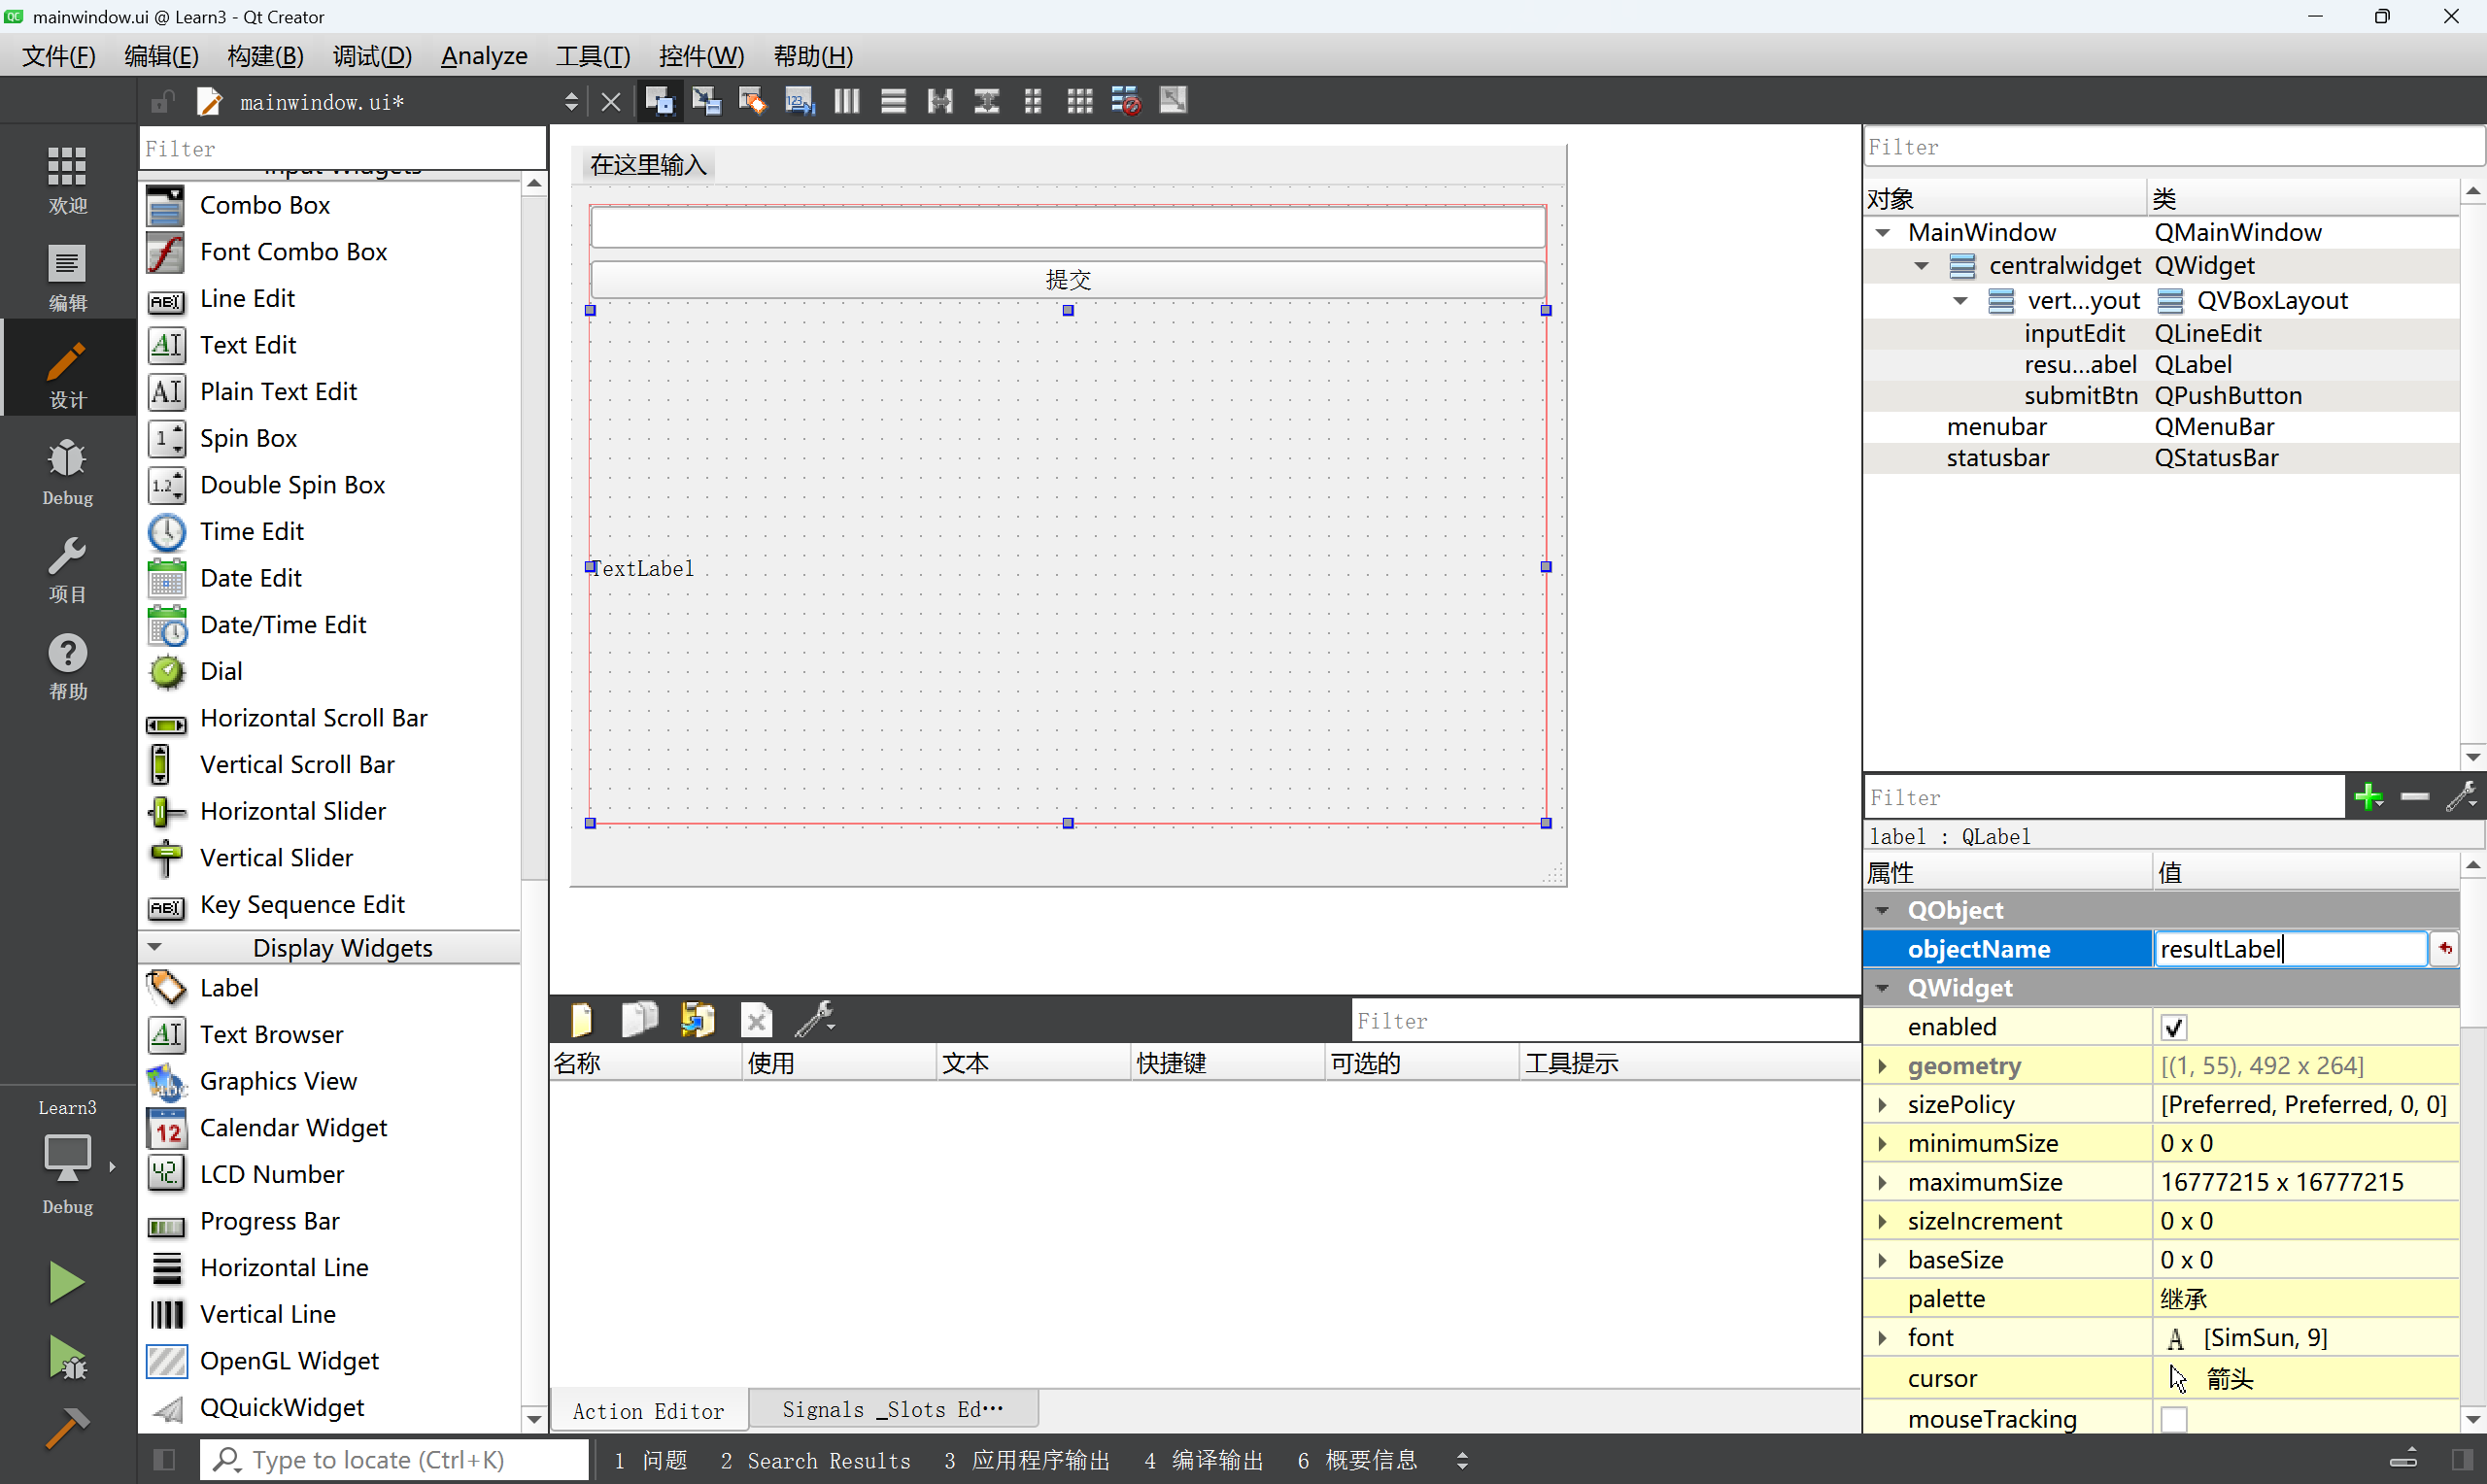 mainwindow.ui @ Learn3 - Qt Creator
文件(F) 编辑(E) 构建(B) 调试(D) Analyze 工具(T) 控件(W) 帮助(H)
mainwindow.ui*
欢迎
编辑
设计
Debug
项目
帮助
Learn3
Debug
Filter
Input Widgets
Combo Box
Font Combo Box
Line Edit
Text Edit
Plain Text Edit
Spin Box
Double Spin Box
Time Edit
Date Edit
Date/Time Edit
Dial
Horizontal Scroll Bar
Vertical Scroll Bar
Horizontal Slider
Vertical Slider
Key Sequence Edit
Display Widgets
Label
Text Browser
Graphics View
Calendar Widget
LCD Number
Progress Bar
Horizontal Line
Vertical Line
OpenGL Widget
QQuickWidget
在这里输入
提交
TextLabel
Filter
名称 使用 文本 快捷键 可选的 工具提示
Action Editor Signals _Slots Ed…
Filter
对象 类
MainWindow QMainWindow
centralwidget QWidget
vert...yout QVBoxLayout
inputEdit QLineEdit
resu...abel QLabel
submitBtn QPushButton
menubar QMenuBar
statusbar QStatusBar
Filter
label : QLabel
属性 值
QObject
objectName resultLabel
QWidget
enabled
geometry [(1, 55), 492 x 264]
sizePolicy [Preferred, Preferred, 0, 0]
minimumSize 0 x 0
maximumSize 16777215 x 16777215
sizeIncrement 0 x 0
baseSize 0 x 0
palette 继承
font A [SimSun, 9]
cursor 箭头
mouseTracking
Type to locate (Ctrl+K) 1 问题 2 Search Results 3 应用程序输出 4 编译输出 6 概要信息